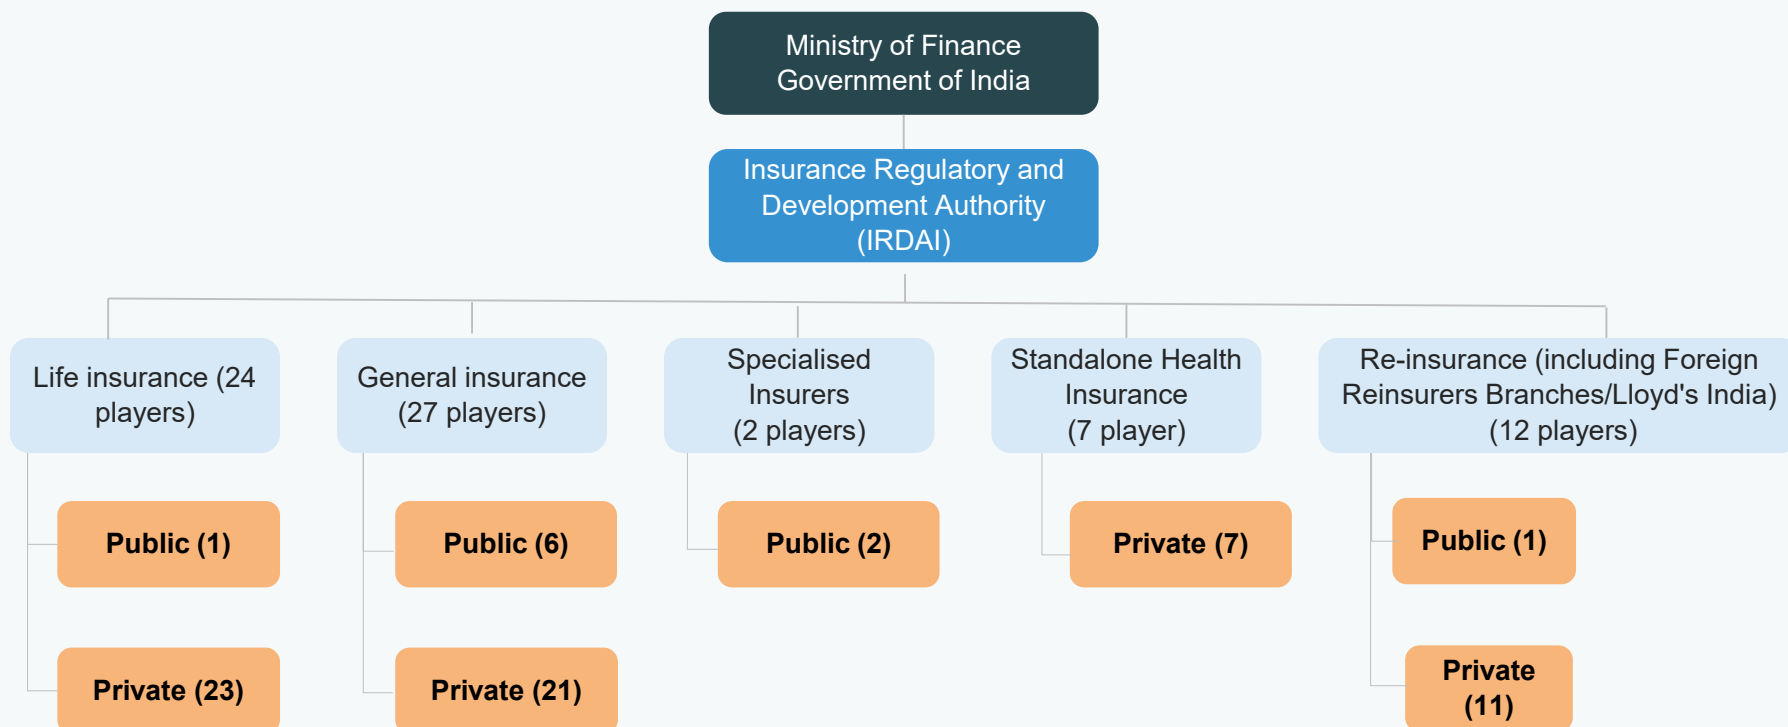 Ministry of Finance
Government of India
Insurance Regulatory and
Development Authority
(IRDAI)
Life insurance (24
players)
General insurance
(27 players)
Specialised
Insurers
(2 players)
Standalone Health
Insurance
(7 player)
Re-insurance (including Foreign
Reinsurers Branches/Lloyd's India)
(12 players)
Public (1)
Public (6)
Public (2)
Private (7)
Public (1)
Private (23)
Private (21)
Private
(11)